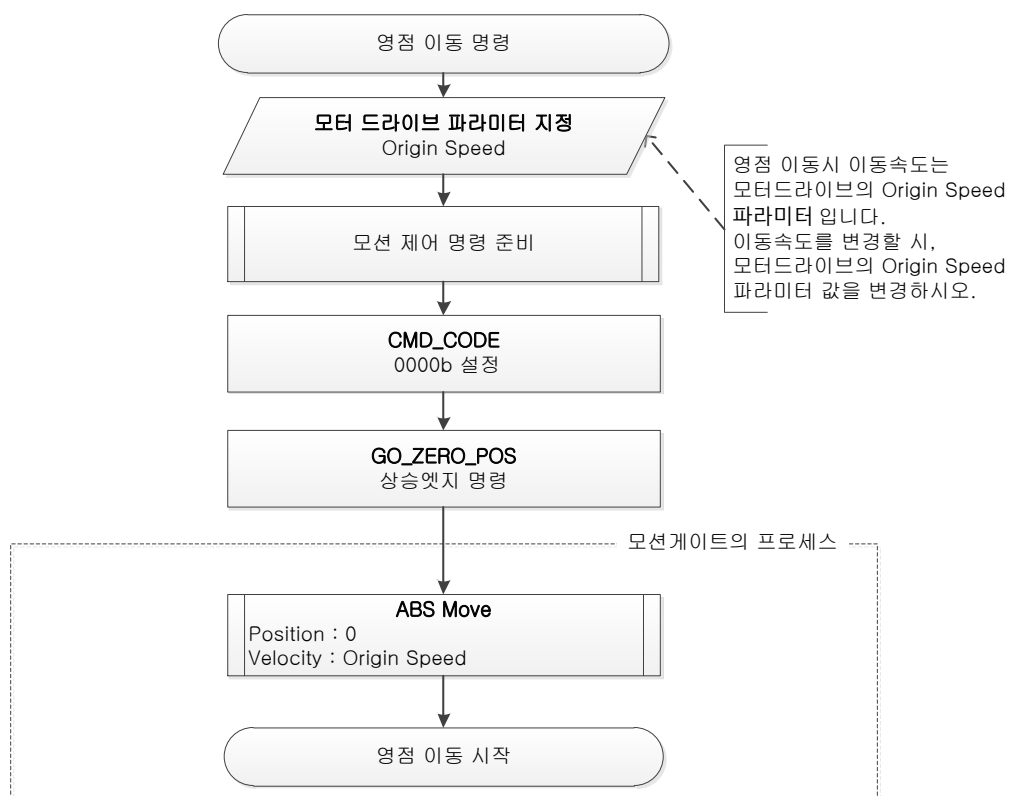 영점 이동 명령
모터 드라이브 파라미터 지정
Origin Speed
영점 이동시 이동속도는
모터드라이브의 Origin Speed
파라미터 입니다.
이동속도를 변경할 시,
모터드라이브의 Origin Speed
파라미터 값을 변경하시오.
모션 제어 명령 준비
CMD_CODE
0000b 설정
GO_ZERO_POS
상승엣지 명령
모션게이트의 프로세스
ABS Move
Position : 0
Velocity : Origin Speed
영점 이동 시작